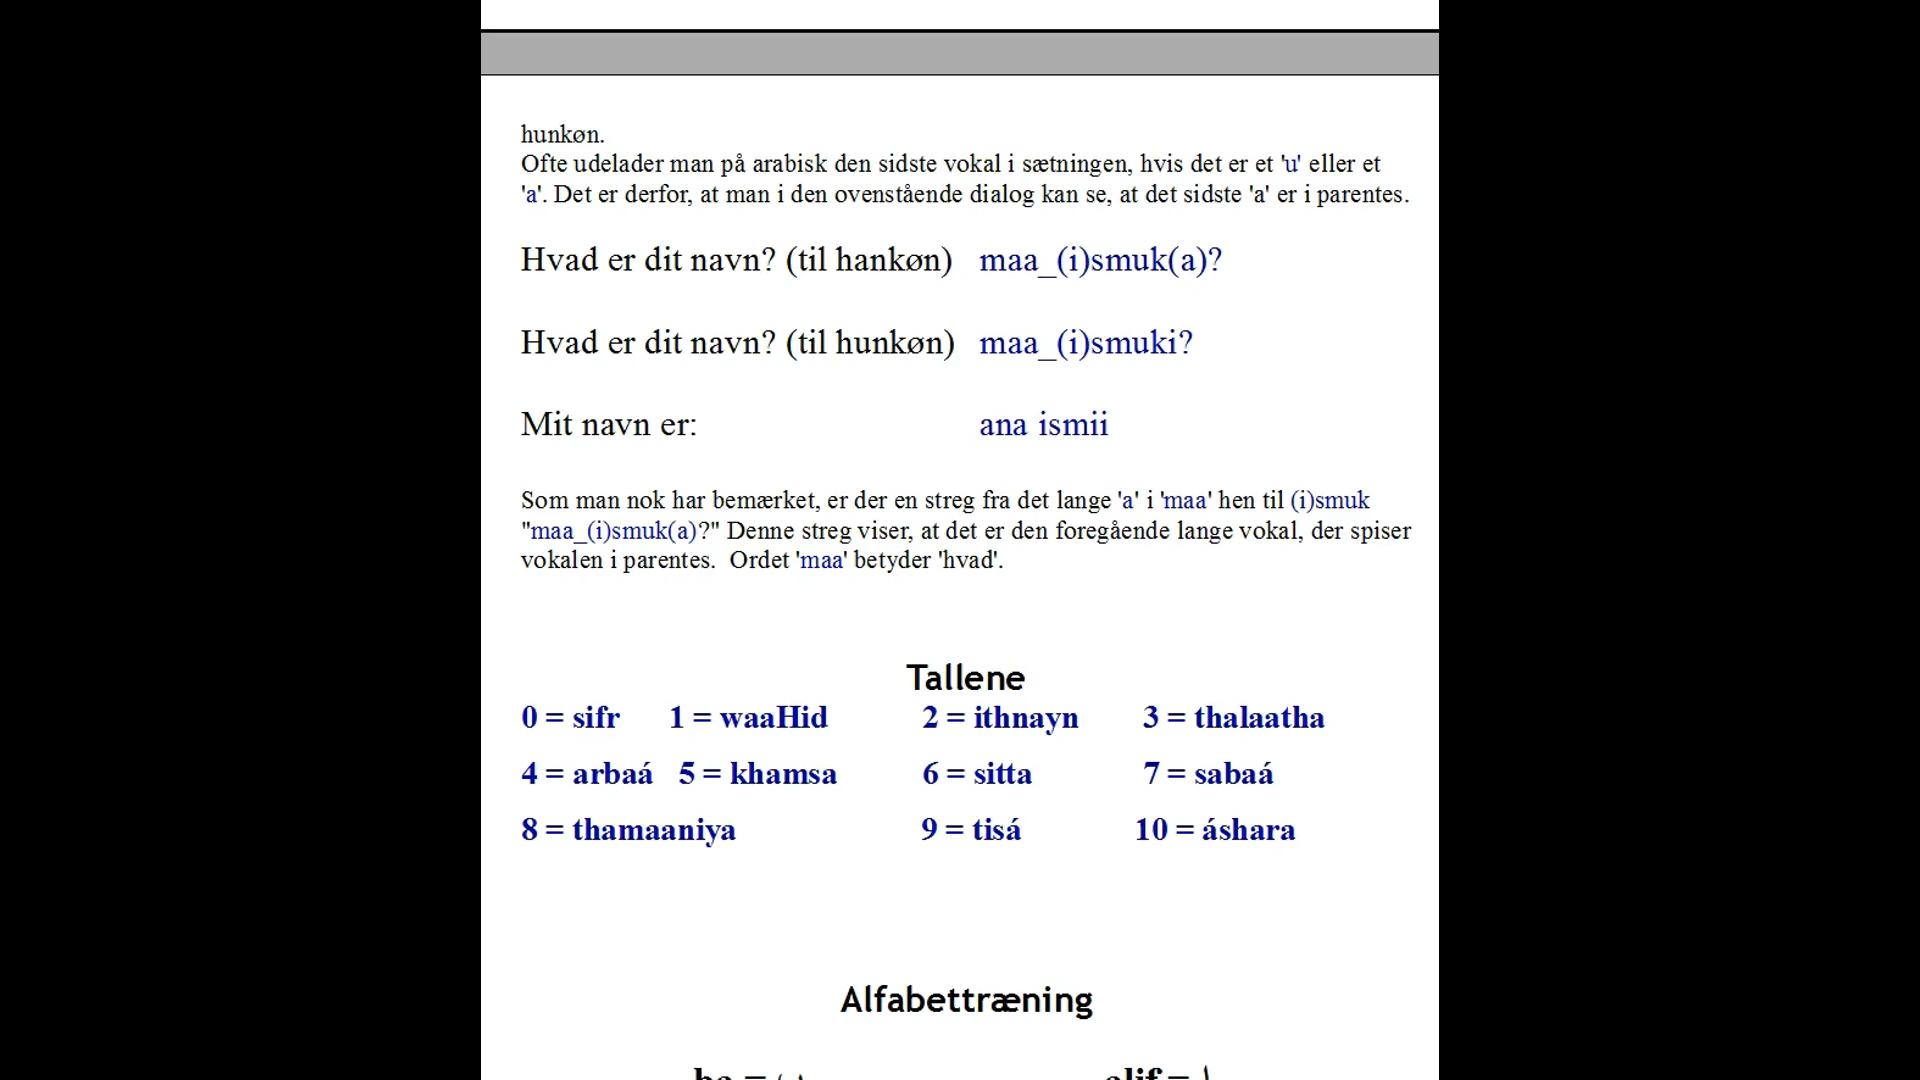 hunkøn.
Ofte udelader man på arabisk den sidste vokal i sætningen, hvis det er et 'u' eller et
'a'. Det er derfor, at man i den ovenstående dialog kan se, at det sidste 'a' er i parentes.
Hvad er dit navn? (til hankøn) maa_(i)smuk(a)?
Hvad er dit navn? (til hunkøn) maa_(i)smuki?
Mit navn er: ana ismii
Som man nok har bemærket, er der en streg fra det lange 'a' i 'maa' hen til (i)smuk
"maa_(i)smuk(a)?" Denne streg viser, at det er den foregående lange vokal, der spiser
vokalen i parentes. Ordet 'maa' betyder 'hvad'.
Tallene
0 = sifr 1 = waaHid 2 = ithnayn 3 = thalaatha
4 = arbaá 5 = khamsa 6 = sitta 7 = sabaá
8 = thamaaniya 9 = tisá 10 = áshara
Alfabettræning
alif = ا